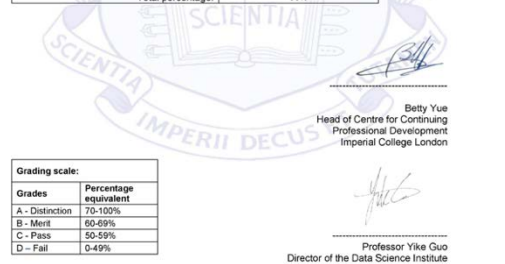 Total percentage:
SCIENTIA
SCIENTIA
IMPERII DECUS
Betty Yue
Head of Centre for Continuing
Professional Development
Imperial College London
Grading scale:
Grades Percentage equivalent
A - Distinction 70-100%
B - Merit 60-69%
C - Pass 50-59%
D – Fail 0-49%
Professor Yike Guo
Director of the Data Science Institute